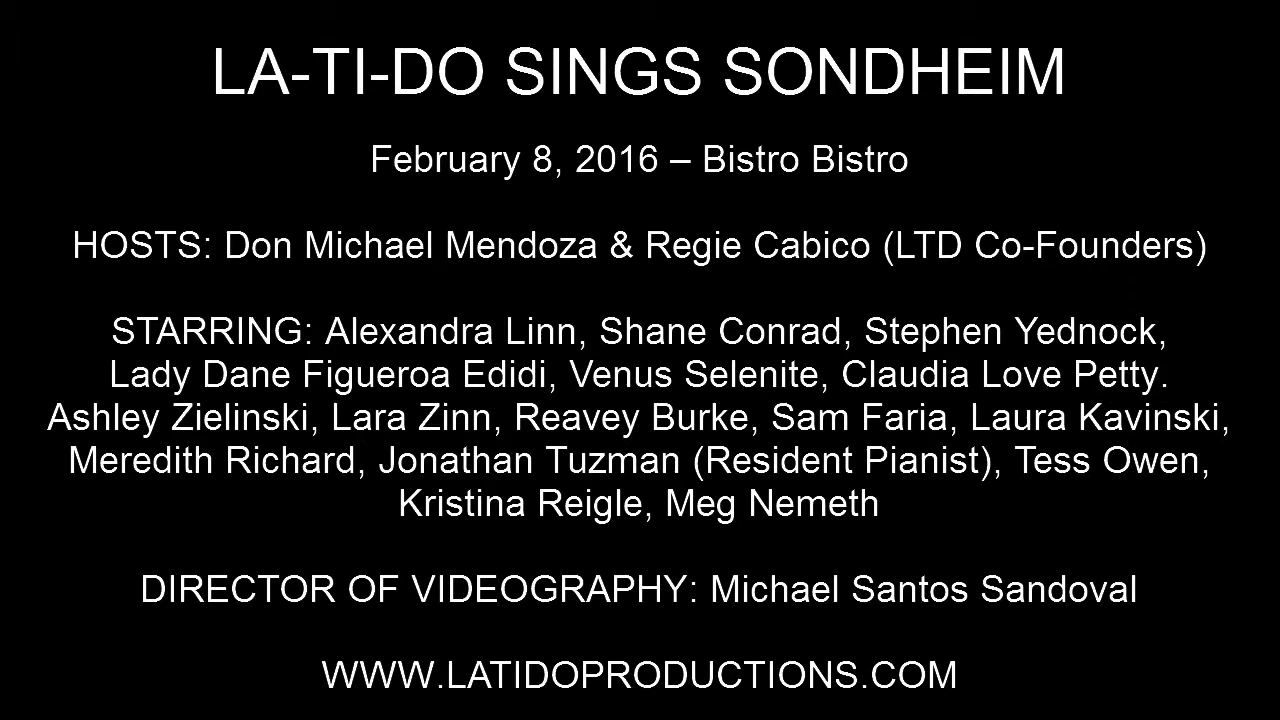 LA-TI-DO SINGS SONDHEIM
February 8, 2016 – Bistro Bistro
HOSTS: Don Michael Mendoza & Regie Cabico (LTD Co-Founders)
STARRING: Alexandra Linn, Shane Conrad, Stephen Yednock,
Lady Dane Figueroa Edidi, Venus Selenite, Claudia Love Petty.
Ashley Zielinski, Lara Zinn, Reavey Burke, Sam Faria, Laura Kavinski,
Meredith Richard, Jonathan Tuzman (Resident Pianist), Tess Owen,
Kristina Reigle, Meg Nemeth
DIRECTOR OF VIDEOGRAPHY: Michael Santos Sandoval
WWW.LATIDOPRODUCTIONS.COM